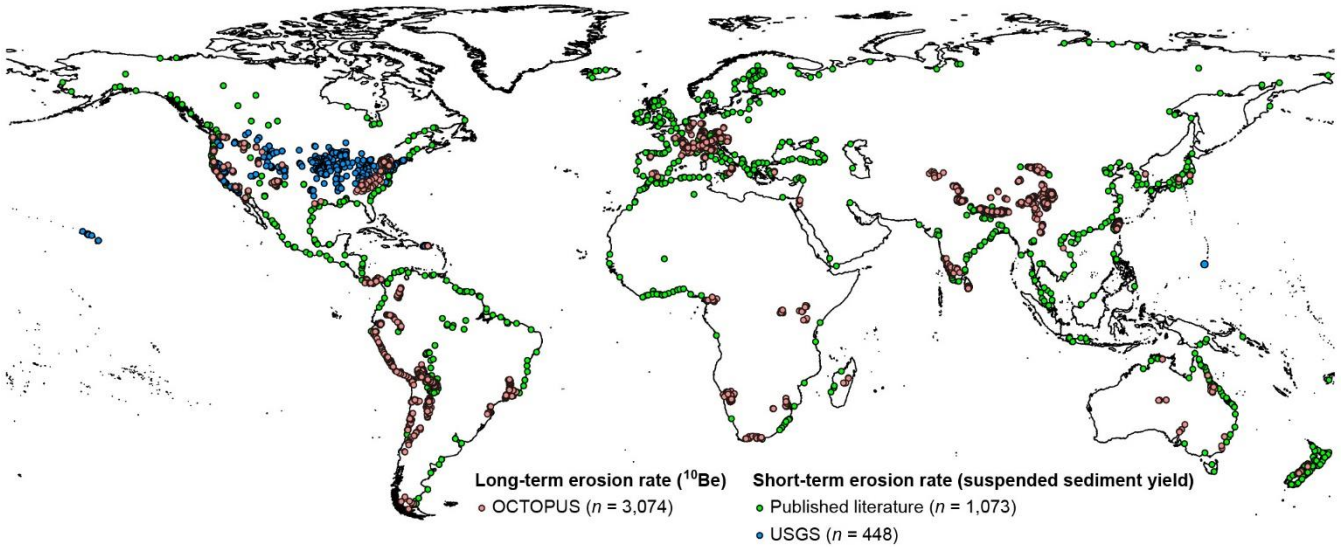 Long-term erosion rate (¹⁰Be)
OCTOPUS (n = 3,074)
Short-term erosion rate (suspended sediment yield)
Published literature (n = 1,073)
USGS (n = 448)